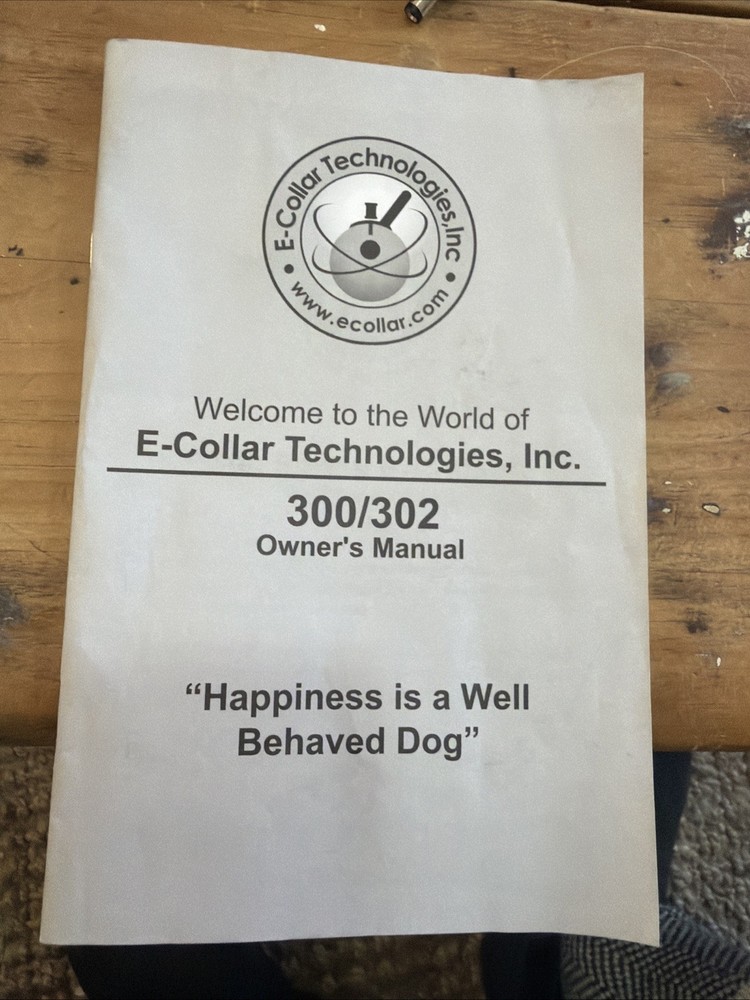 E-Collar Technologies,Inc
www.ecollar.com
Welcome to the World of
E-Collar Technologies, Inc.
300/302
Owner's Manual
“Happiness is a Well
Behaved Dog”